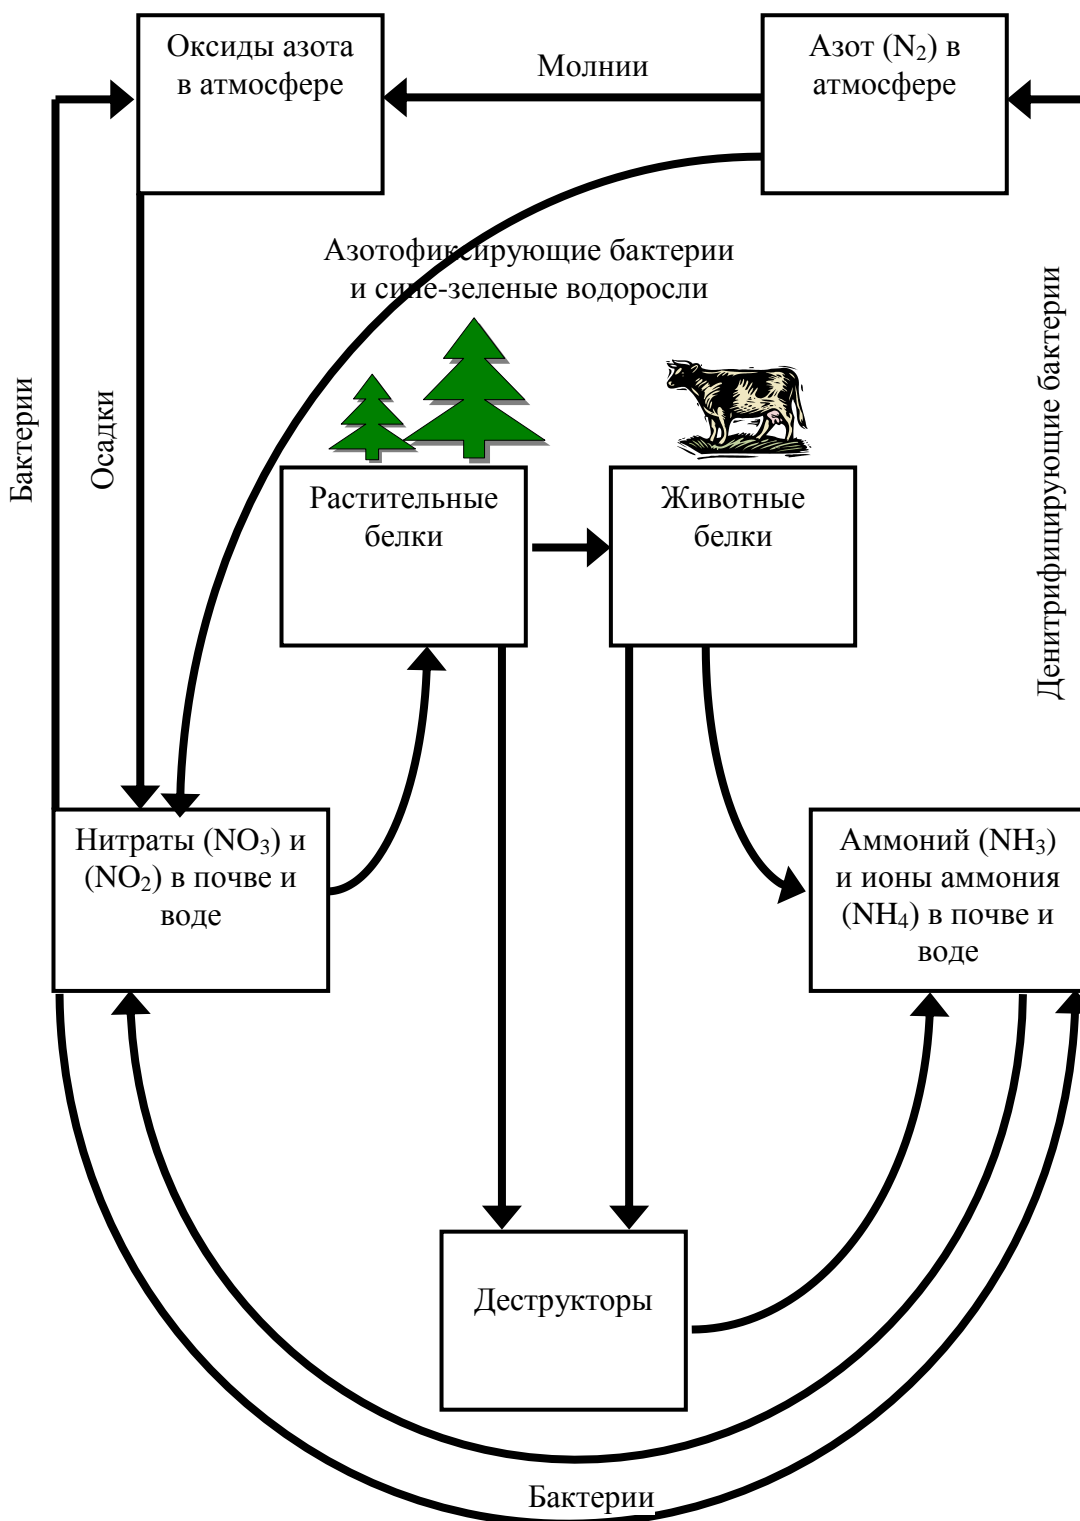 Оксиды азота
в атмосфере
Молнии
Азот (N₂) в
атмосфере
Азотофиксирующие бактерии
и сине-зеленые водоросли
Бактерии
Осадки
Денитрифицирующие бактерии
Растительные
белки
Животные
белки
Нитраты (NO₃) и
(NO₂) в почве и
воде
Аммоний (NH₃)
и ионы аммония
(NH₄) в почве и
воде
Деструкторы
Бактерии